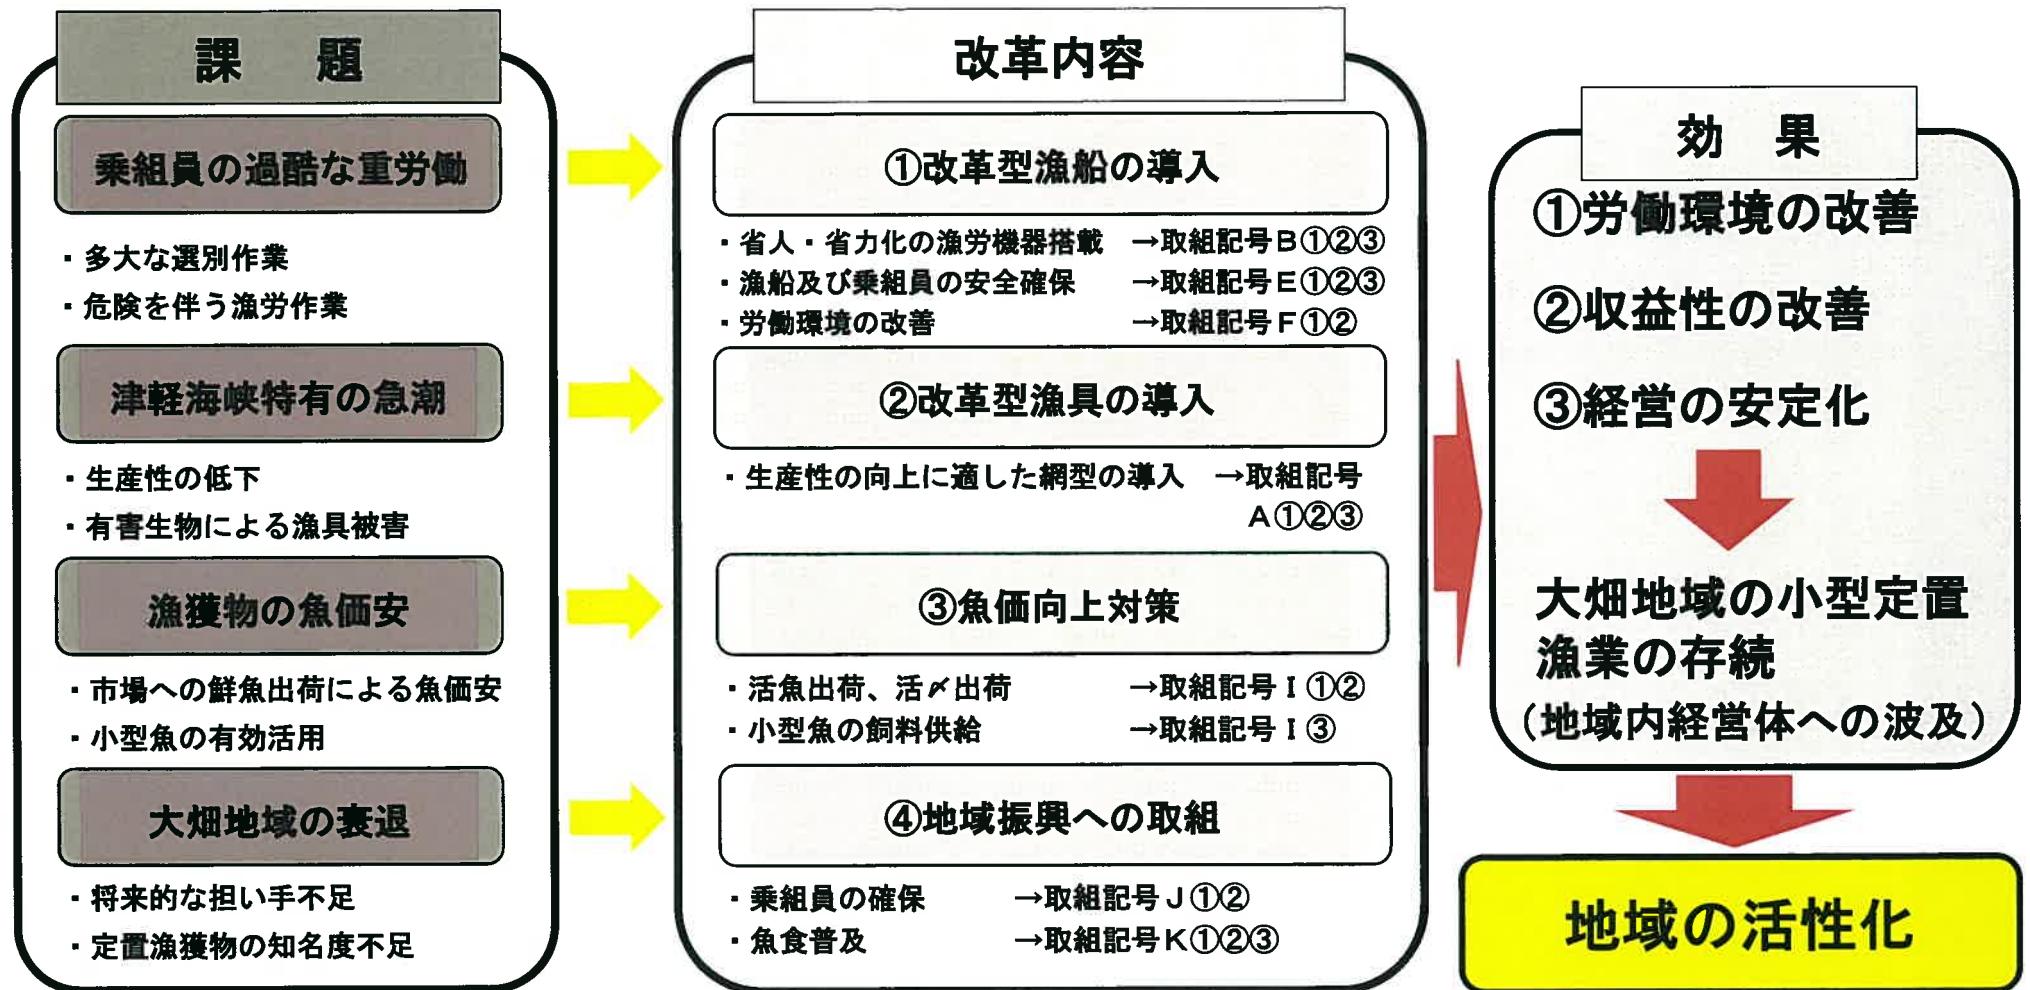 課　題
乗組員の過酷な重労働
・多大な選別作業
・危険を伴う漁労作業
津軽海峡特有の急潮
・生産性の低下
・有害生物による漁具被害
漁獲物の魚価安
・市場への鮮魚出荷による魚価安
・小型魚の有効活用
大畑地域の衰退
・将来的な担い手不足
・定置漁獲物の知名度不足
改革内容
①改革型漁船の導入
・省人・省力化の漁労機器搭載　→取組記号B①②③
・漁船及び乗組員の安全確保　→取組記号E①②③
・労働環境の改善　→取組記号F①②
②改革型漁具の導入
・生産性の向上に適した網型の導入　→取組記号
A①②③
③魚価向上対策
・活魚出荷、活〆出荷　→取組記号I①②
・小型魚の飼料供給　→取組記号I③
④地域振興への取組
・乗組員の確保　→取組記号J①②
・魚食普及　→取組記号K①②③
効　果
①労働環境の改善
②収益性の改善
③経営の安定化
大畑地域の小型定置
漁業の存続
（地域内経営体への波及）
地域の活性化